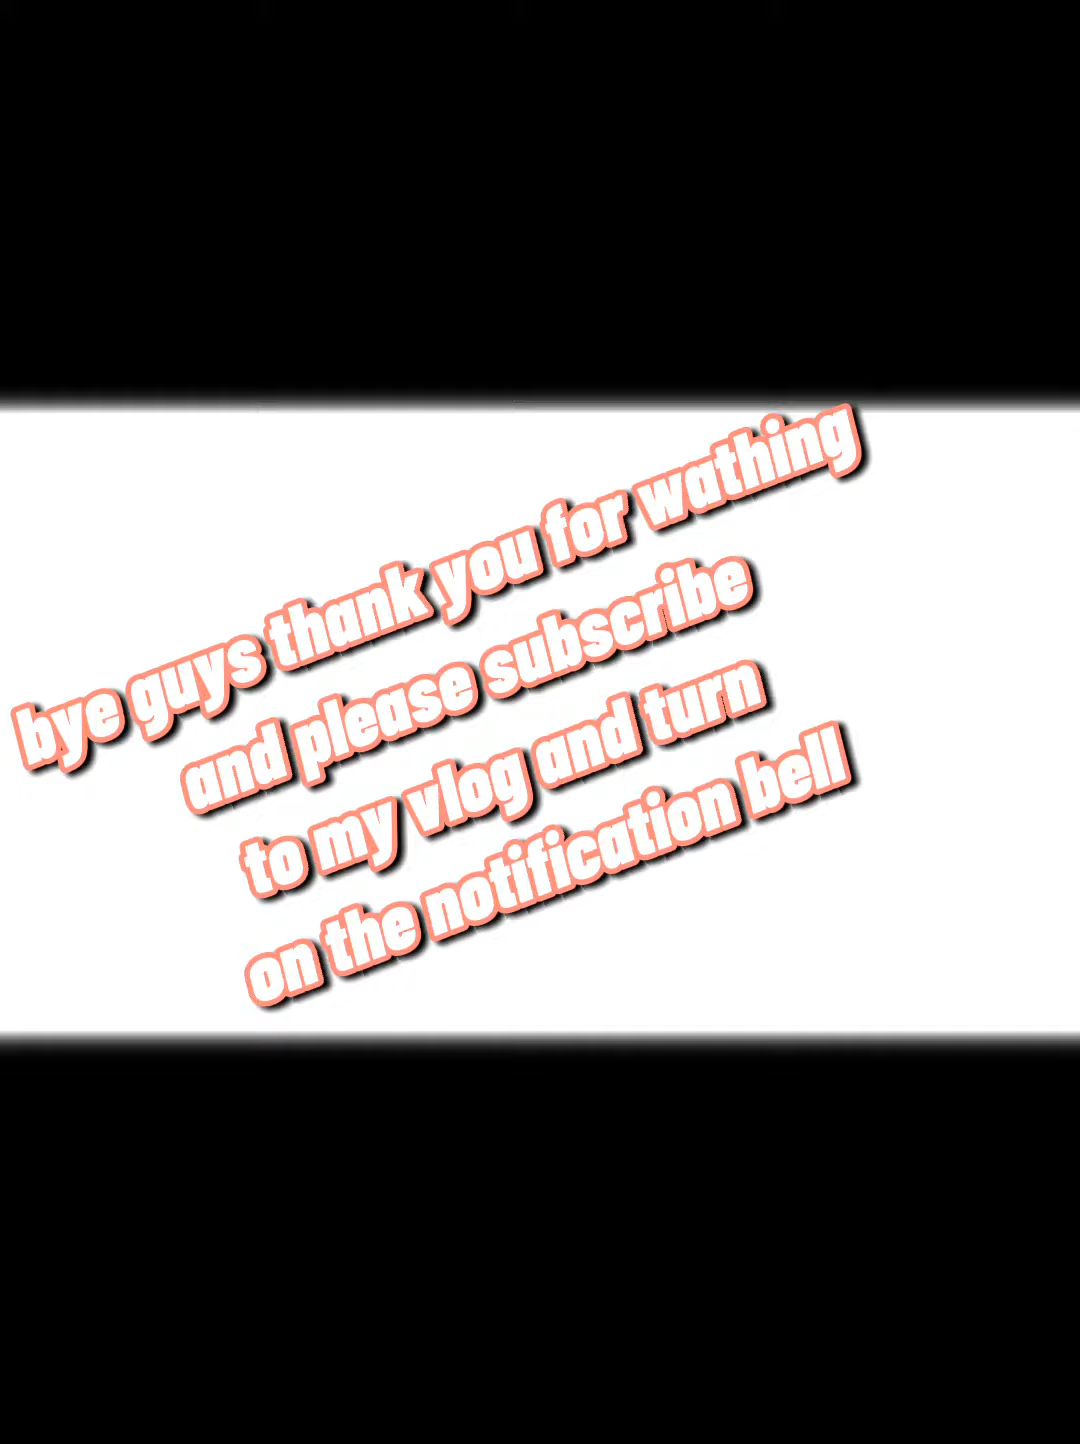 bye guys thank you for wathing
and please subscribe
to my vlog and turn
on the notification bell